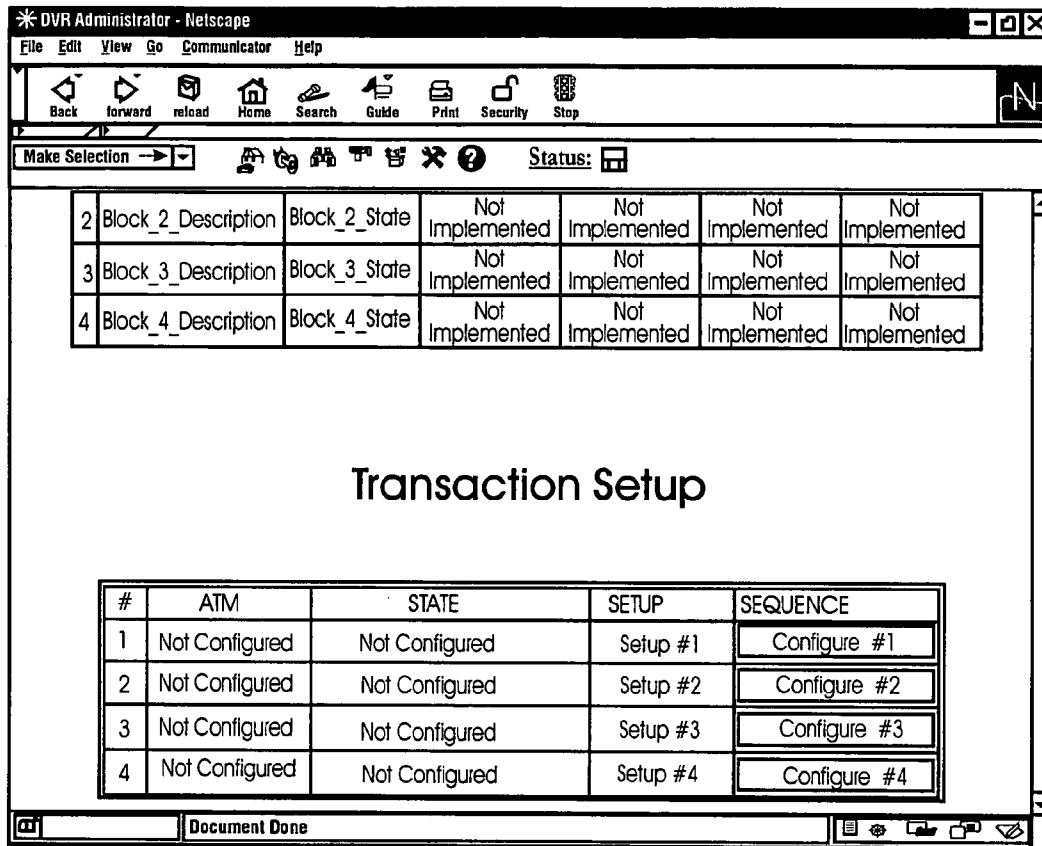 DVR Administrator - Netscape
File Edit View Go Communicator Help
Back forward reload Home Search Guide Print Security Stop
N
Make Selection --> Status:
2 Block_2_Description Block_2_State Not Implemented Not Implemented Not Implemented Not Implemented
3 Block_3_Description Block_3_State Not Implemented Not Implemented Not Implemented Not Implemented
4 Block_4_Description Block_4_State Not Implemented Not Implemented Not Implemented Not Implemented
Transaction Setup
# ATM STATE SETUP SEQUENCE
1 Not Configured Not Configured Setup #1 Configure #1
2 Not Configured Not Configured Setup #2 Configure #2
3 Not Configured Not Configured Setup #3 Configure #3
4 Not Configured Not Configured Setup #4 Configure #4
Document Done